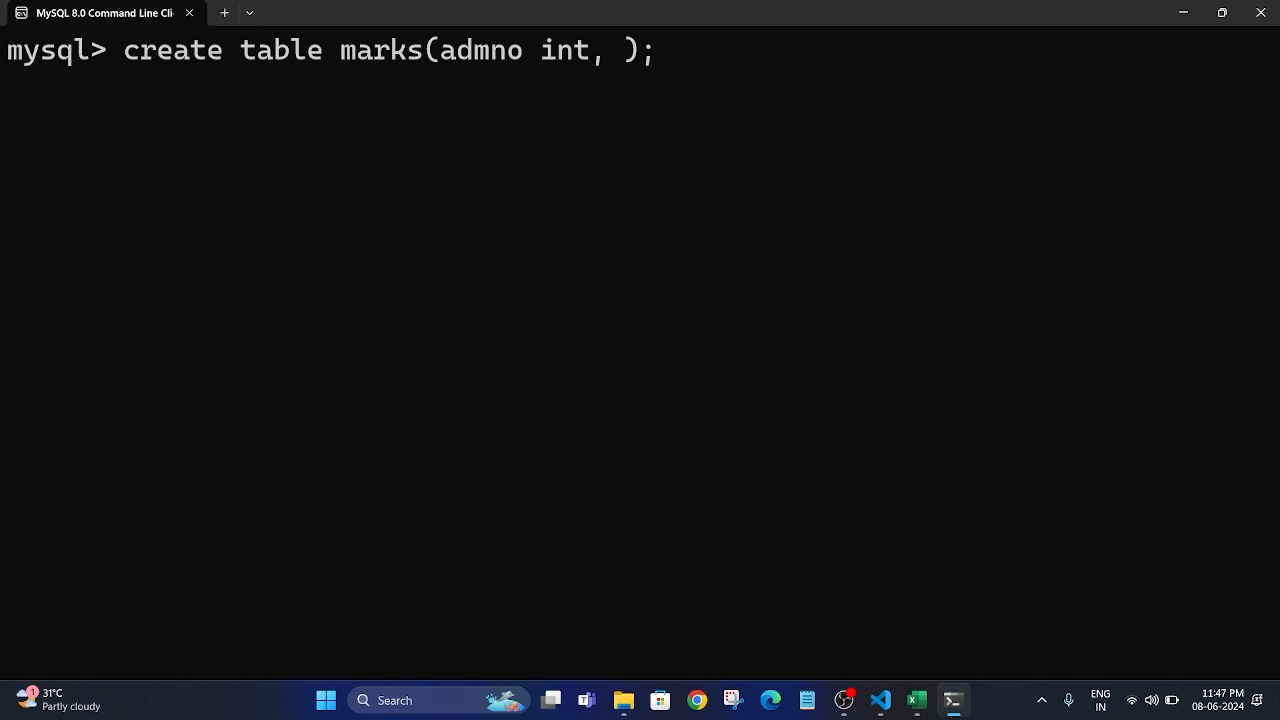 MySQL 8.0 Command Line Cli
mysql> create table marks(admno int, );
1
31°C
Partly cloudy
Search
ENG
IN
11:47 PM
08-06-2024